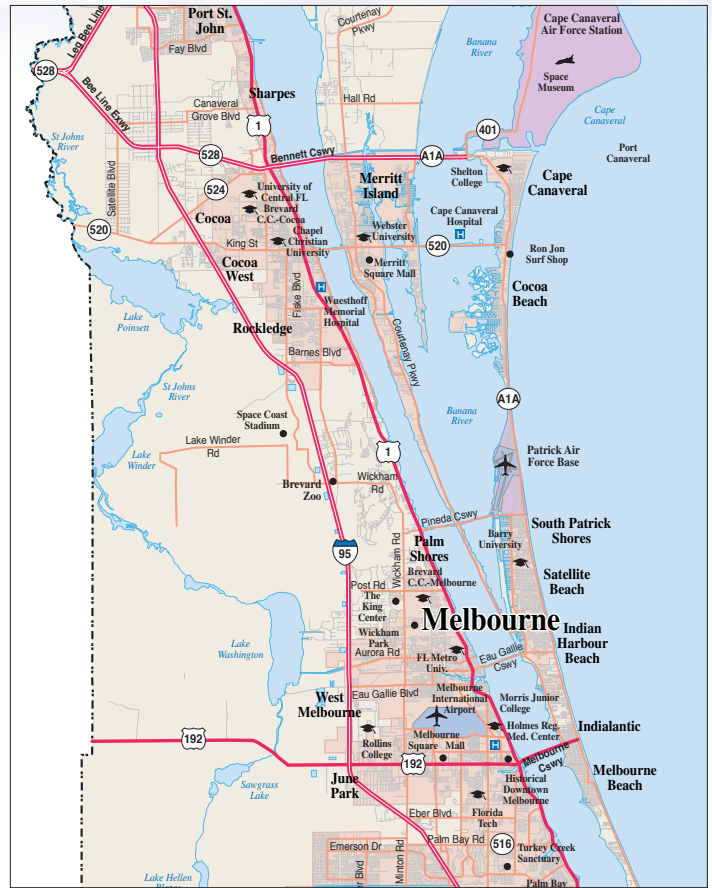 Port St.
John
Courtenay
Pkwy
Cape Canaveral
Air Force Station
Leg Bee Line
Fay Blvd
Banana
River
528
Bee Line Exwy
Space
Museum
Sharpes
Canaveral
Grove Blvd
Hall Rd
Cape
Canaveral
1
401
St Johns
River
Port
Canaveral
528
Bennett Cswy
A1A
Satellite Blvd
524
Shelton
College
Cape
Canaveral
Merritt
Island
University of
Central FL
Brevard
C.C.-Cocoa
Cocoa
Cape Canaveral
Hospital
H
520
Chapel
Christian
University
Webster
University
King St
520
Ron Jon
Surf Shop
Merritt
Square Mall
Cocoa
West
Cocoa
Beach
Fiske Blvd
H
Wuesthoff
Memorial
Hospital
Lake
Poinsett
Rockledge
Courtenay Pkwy
Barnes Blvd
St Johns
River
A1A
Space Coast
Stadium
Banana
River
Lake Winder
Rd
1
Lake
Winder
Patrick Air
Force Base
Brevard
Zoo
Wickham
Rd
Pineda Cswy
South Patrick
Shores
95
Wickham Rd
Palm
Shores
Barry
University
Brevard
C.C.-Melbourne
Satellite
Beach
Post Rd
The
King
Center
Melbourne
Wickham
Park
Indian
Harbour
Beach
Lake
Washington
Aurora Rd
FL Metro
Univ.
Eau Gallie
Cswy
Eau Gallie Blvd
Melbourne
International
Airport
West
Melbourne
Morris Junior
College
Holmes Reg.
Med. Center
Indialantic
192
Rollins
College
Melbourne
Square Mall
H
192
Melbourne
Cswy
Melbourne
Beach
June
Park
Sawgrass
Lake
Historical
Downtown
Melbourne
Eber Blvd
Florida
Tech
Palm Bay Rd
516
Emerson Dr
Minton Rd
Turkey Creek
Sanctuary
Lake Hellen
Blvd
Palm Bay